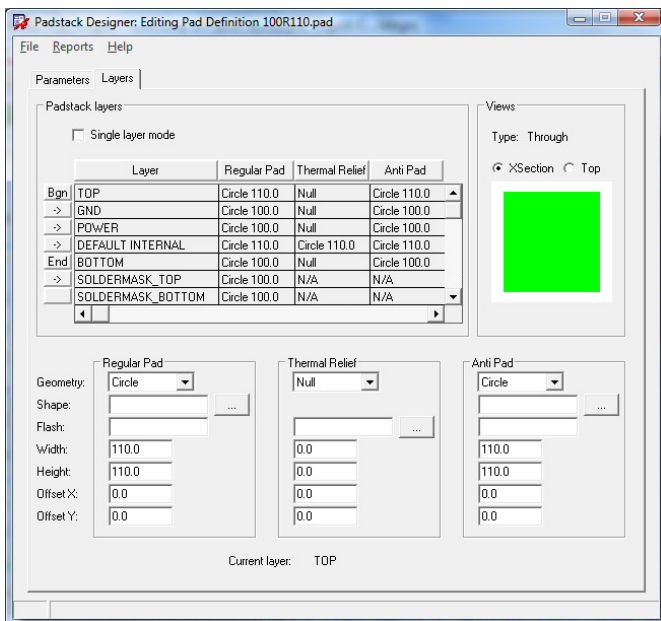 Padstack Designer: Editing Pad Definition 100R110.pad
File Reports Help
Parameters Layers
Padstack layers
Single layer mode
Layer Regular Pad Thermal Relief Anti Pad
Bgn TOP Circle 110.0 Null Circle 110.0
-> GND Circle 100.0 Null Circle 100.0
-> POWER Circle 100.0 Null Circle 100.0
-> DEFAULT INTERNAL Circle 110.0 Circle 110.0 Circle 110.0
End BOTTOM Circle 100.0 Null Circle 100.0
-> SOLDERMASK_TOP Circle 100.0 N/A N/A
SOLDERMASK_BOTTOM Circle 100.0 N/A N/A
Views
Type: Through
XSection Top
Regular Pad Thermal Relief Anti Pad
Geometry: Circle Null Circle
Shape: ... ...
Flash: ...
Width: 110.0 0.0 110.0
Height: 110.0 0.0 110.0
Offset X: 0.0 0.0 0.0
Offset Y: 0.0 0.0 0.0
Current layer: TOP